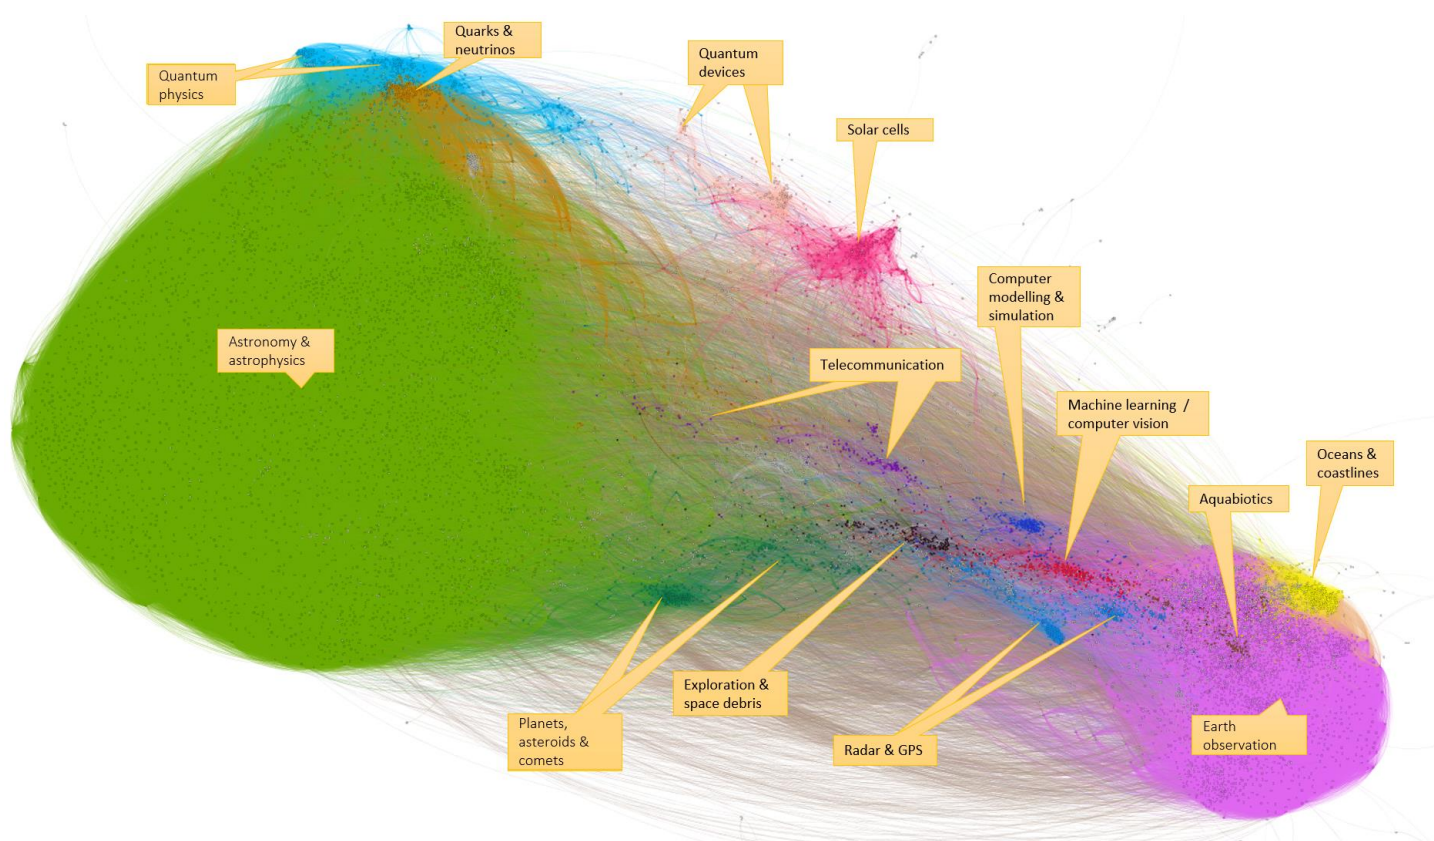 Quarks &
neutrinos
Quantum
physics
Quantum
devices
Solar cells
Computer
modelling &
simulation
Astronomy &
astrophysics
Telecommunication
Machine learning /
computer vision
Oceans &
coastlines
Aquabiotics
Exploration &
space debris
Planets,
asteroids &
comets
Radar & GPS
Earth
observation